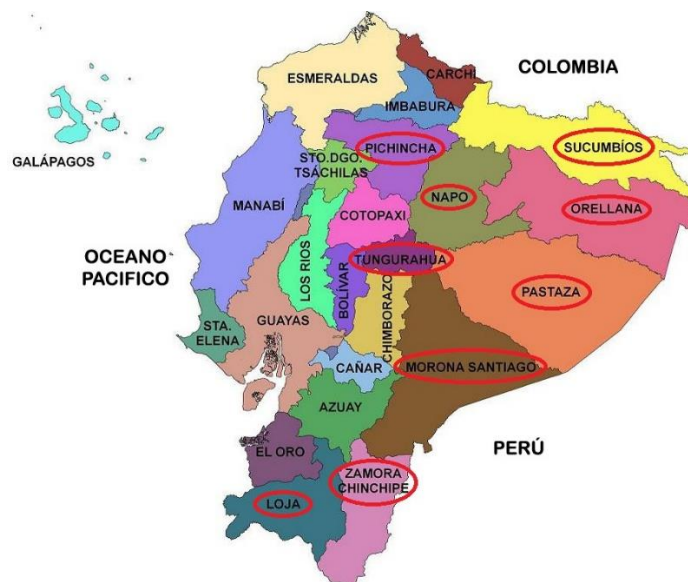 COLOMBIA
ESMERALDAS
CARCHI
IMBABURA
GALÁPAGOS
PICHINCHA
SUCUMBÍOS
STO.DGO.
TSÁCHILAS
MANABÍ
NAPO
ORELLANA
COTOPAXI
OCEANO
PACIFICO
LOS RIOS
BOLÍVAR
TUNGURAHUA
PASTAZA
CHIMBORAZO
STA.
ELENA
GUAYAS
CAÑAR
MORONA SANTIAGO
AZUAY
PERÚ
EL ORO
ZAMORA
CHINCHIPE
LOJA